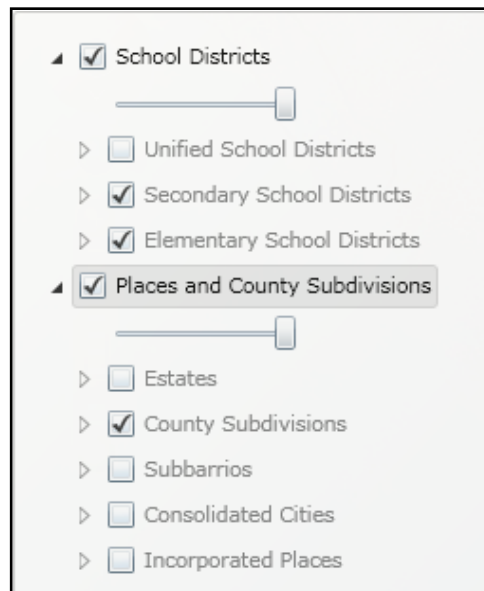 School Districts
Unified School Districts
Secondary School Districts
Elementary School Districts
Places and County Subdivisions
Estates
County Subdivisions
Subbarrios
Consolidated Cities
Incorporated Places